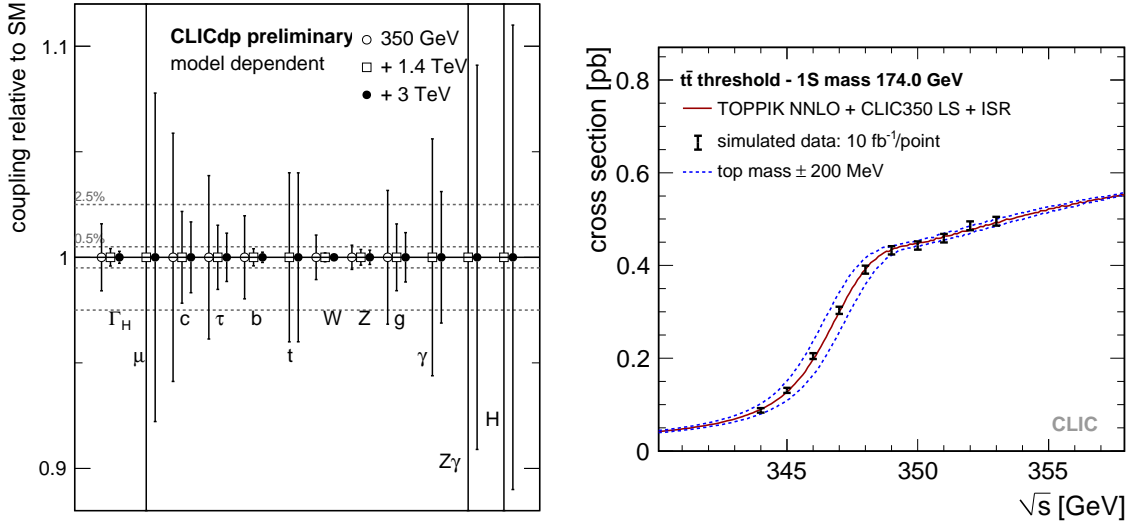 coupling relative to SM
1.1
1
0.9
CLICdp preliminary
model dependent
350 GeV
+ 1.4 TeV
+ 3 TeV
2.5%
0.5%
Γ_H
μ
c
τ
b
t
W
Z
g
γ
Zγ
H
cross section [pb]
0.8
0.6
0.4
0.2
0
tt̄ threshold - 1S mass 174.0 GeV
TOPPIK NNLO + CLIC350 LS + ISR
simulated data: 10 fb⁻¹/point
top mass ± 200 MeV
CLIC
345
350
355
√s [GeV]